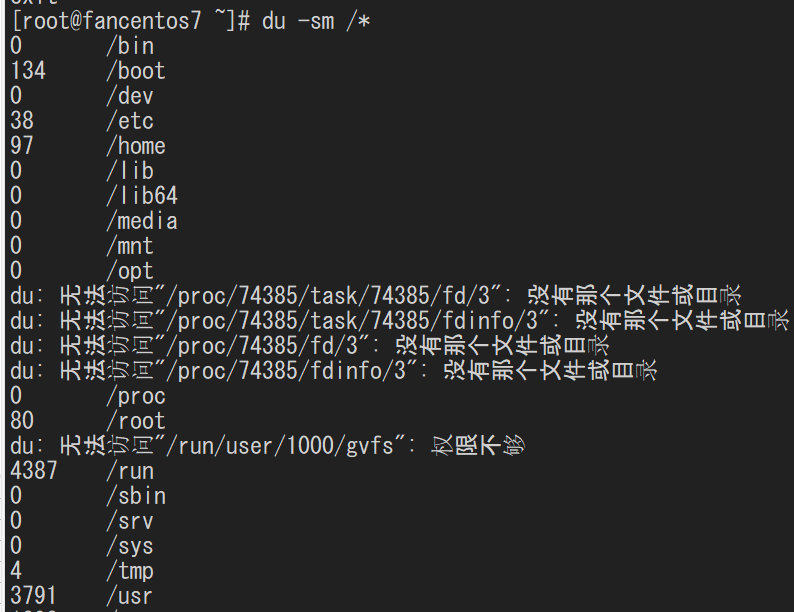 [root@fancentos7 ~]# du -sm /*
0 /bin
134 /boot
0 /dev
38 /etc
97 /home
0 /lib
0 /lib64
0 /media
0 /mnt
0 /opt
du: 无法访问"/proc/74385/task/74385/fd/3": 没有那个文件或目录
du: 无法访问"/proc/74385/task/74385/fdinfo/3": 没有那个文件或目录
du: 无法访问"/proc/74385/fd/3": 没有那个文件或目录
du: 无法访问"/proc/74385/fdinfo/3": 没有那个文件或目录
0 /proc
80 /root
du: 无法访问"/run/user/1000/gvfs": 权限不够
4387 /run
0 /sbin
0 /srv
0 /sys
4 /tmp
3791 /usr